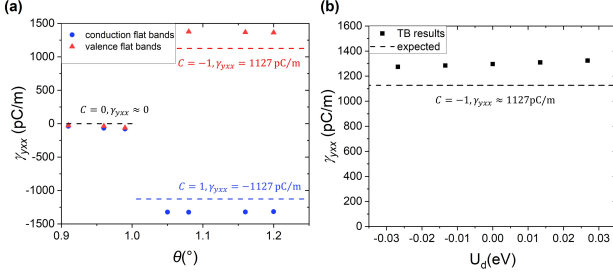 (a)
conduction flat bands
valence flat bands
C = −1, γyxx = 1127 pC/m
C = 0, γyxx ≈ 0
C = 1, γyxx = −1127 pC/m
γyxx (pC/m)
1500
1000
500
0
-500
-1000
-1500
0.9
1.0
1.1
1.2
θ(°)
(b)
TB results
expected
C = −1, γyxx ≈ 1127pC/m
γyxx (pC/m)
1600
1400
1200
1000
800
600
400
200
0
-0.03
-0.02
-0.01
0.00
0.01
0.02
0.03
Ud(eV)